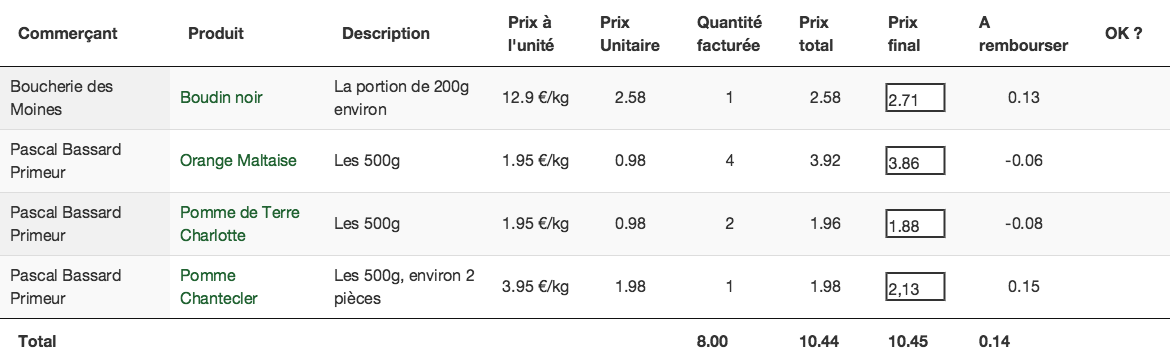 Commerçant Produit Description Prix à l'unité Prix Unitaire Quantité facturée Prix total Prix final A rembourser OK ?
Boucherie des Moines Boudin noir La portion de 200g environ 12.9 €/kg 2.58 1 2.58 2.71 0.13
Pascal Bassard Primeur Orange Maltaise Les 500g 1.95 €/kg 0.98 4 3.92 3.86 -0.06
Pascal Bassard Primeur Pomme de Terre Charlotte Les 500g 1.95 €/kg 0.98 2 1.96 1.88 -0.08
Pascal Bassard Primeur Pomme Chantecler Les 500g, environ 2 pièces 3.95 €/kg 1.98 1 1.98 2,13 0.15
Total 8.00 10.44 10.45 0.14